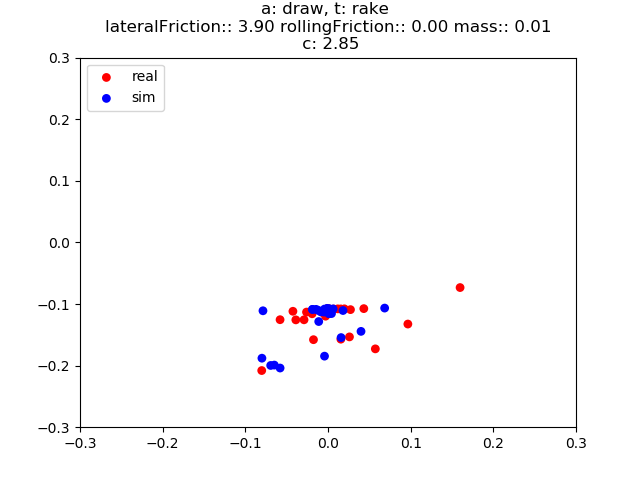 a: draw, t: rake
lateralFriction:: 3.90 rollingFriction:: 0.00 mass:: 0.01
c: 2.85
0.3
real
sim
0.2
0.1
0.0
−0.1
−0.2
−0.3
−0.3 −0.2 −0.1 0.0 0.1 0.2 0.3